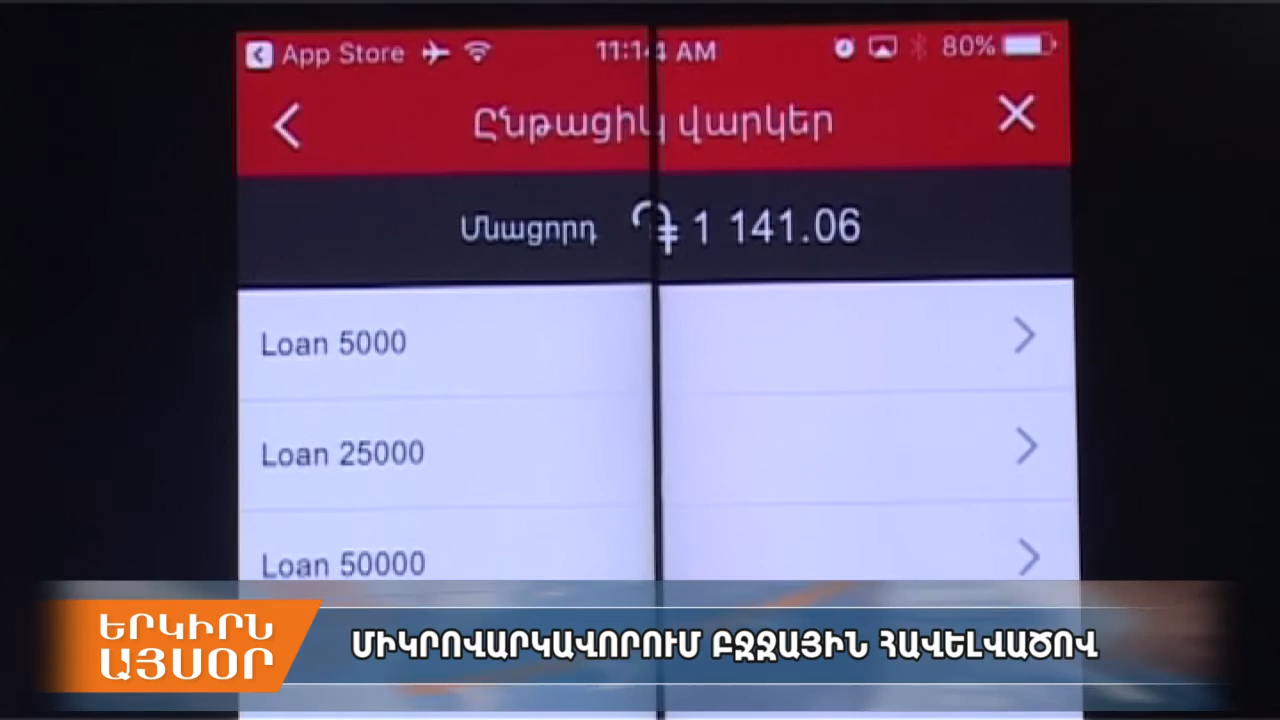 App Store 11:14 AM 80%
Ընթացիկ վարկեր
Մնացորդ ֏ 1 141.06
Loan 5000
Loan 25000
Loan 50000
ԵՐԿԻՐՆ
ԱՅՍՕՐ
ՄԻԿՐՈՎԱՐԿԱՎՈՐՈՒՄ ԲՋՋԱՅԻՆ ՀԱՎԵԼՎԱԾՈՎ